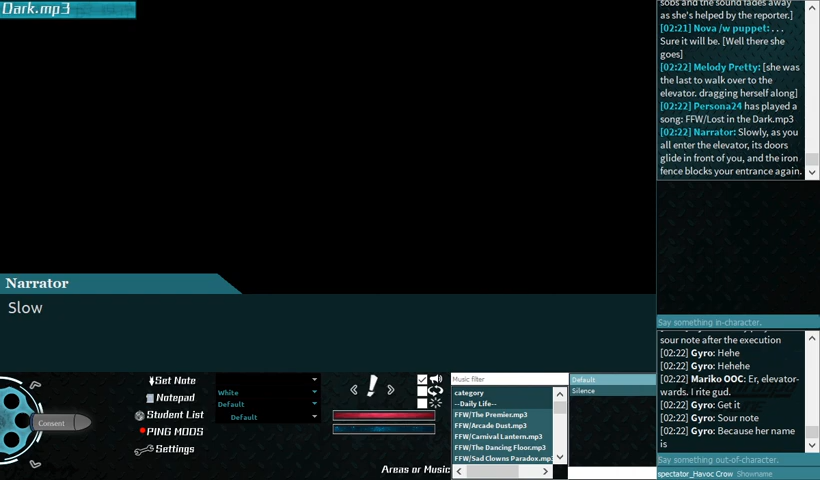 Dark.mp3
sobs and the sound fades away
as she's helped by the reporter.]
[02:21] Nova /w puppet: . . .
Sure it will be. [Well there she
goes]
[02:22] Melody Pretty: [she was
the last to walk over to the
elevator. dragging herself along]
[02:22] Persona24 has played a
song: FFW/Lost in the Dark.mp3
[02:22] Narrator: Slowly, as you
all enter the elevator, its doors
glide in front of you, and the iron
fence blocks your entrance again.
Narrator
Slow
Say something in-character.
sour note after the execution
[02:22] Gyro: Hehe
[02:22] Gyro: Hehehe
[02:22] Mariko OOC: Er, elevator-
wards. I rite gud.
[02:22] Gyro: Get it
[02:22] Gyro: Sour note
[02:22] Gyro: Because her name
is
Say something out-of-character.
spectator_Havoc Crow Showname
Consent
Set Note
Notepad
Student List
PING MODS
Settings
White
Default
Default
Music filter
category
--Daily Life--
FFW/The Premier.mp3
FFW/Arcade Dust.mp3
FFW/Carnival Lantern.mp3
FFW/The Dancing Floor.mp3
FFW/Sad Clowns Paradox.mp3
Areas or Music
Default
Silence